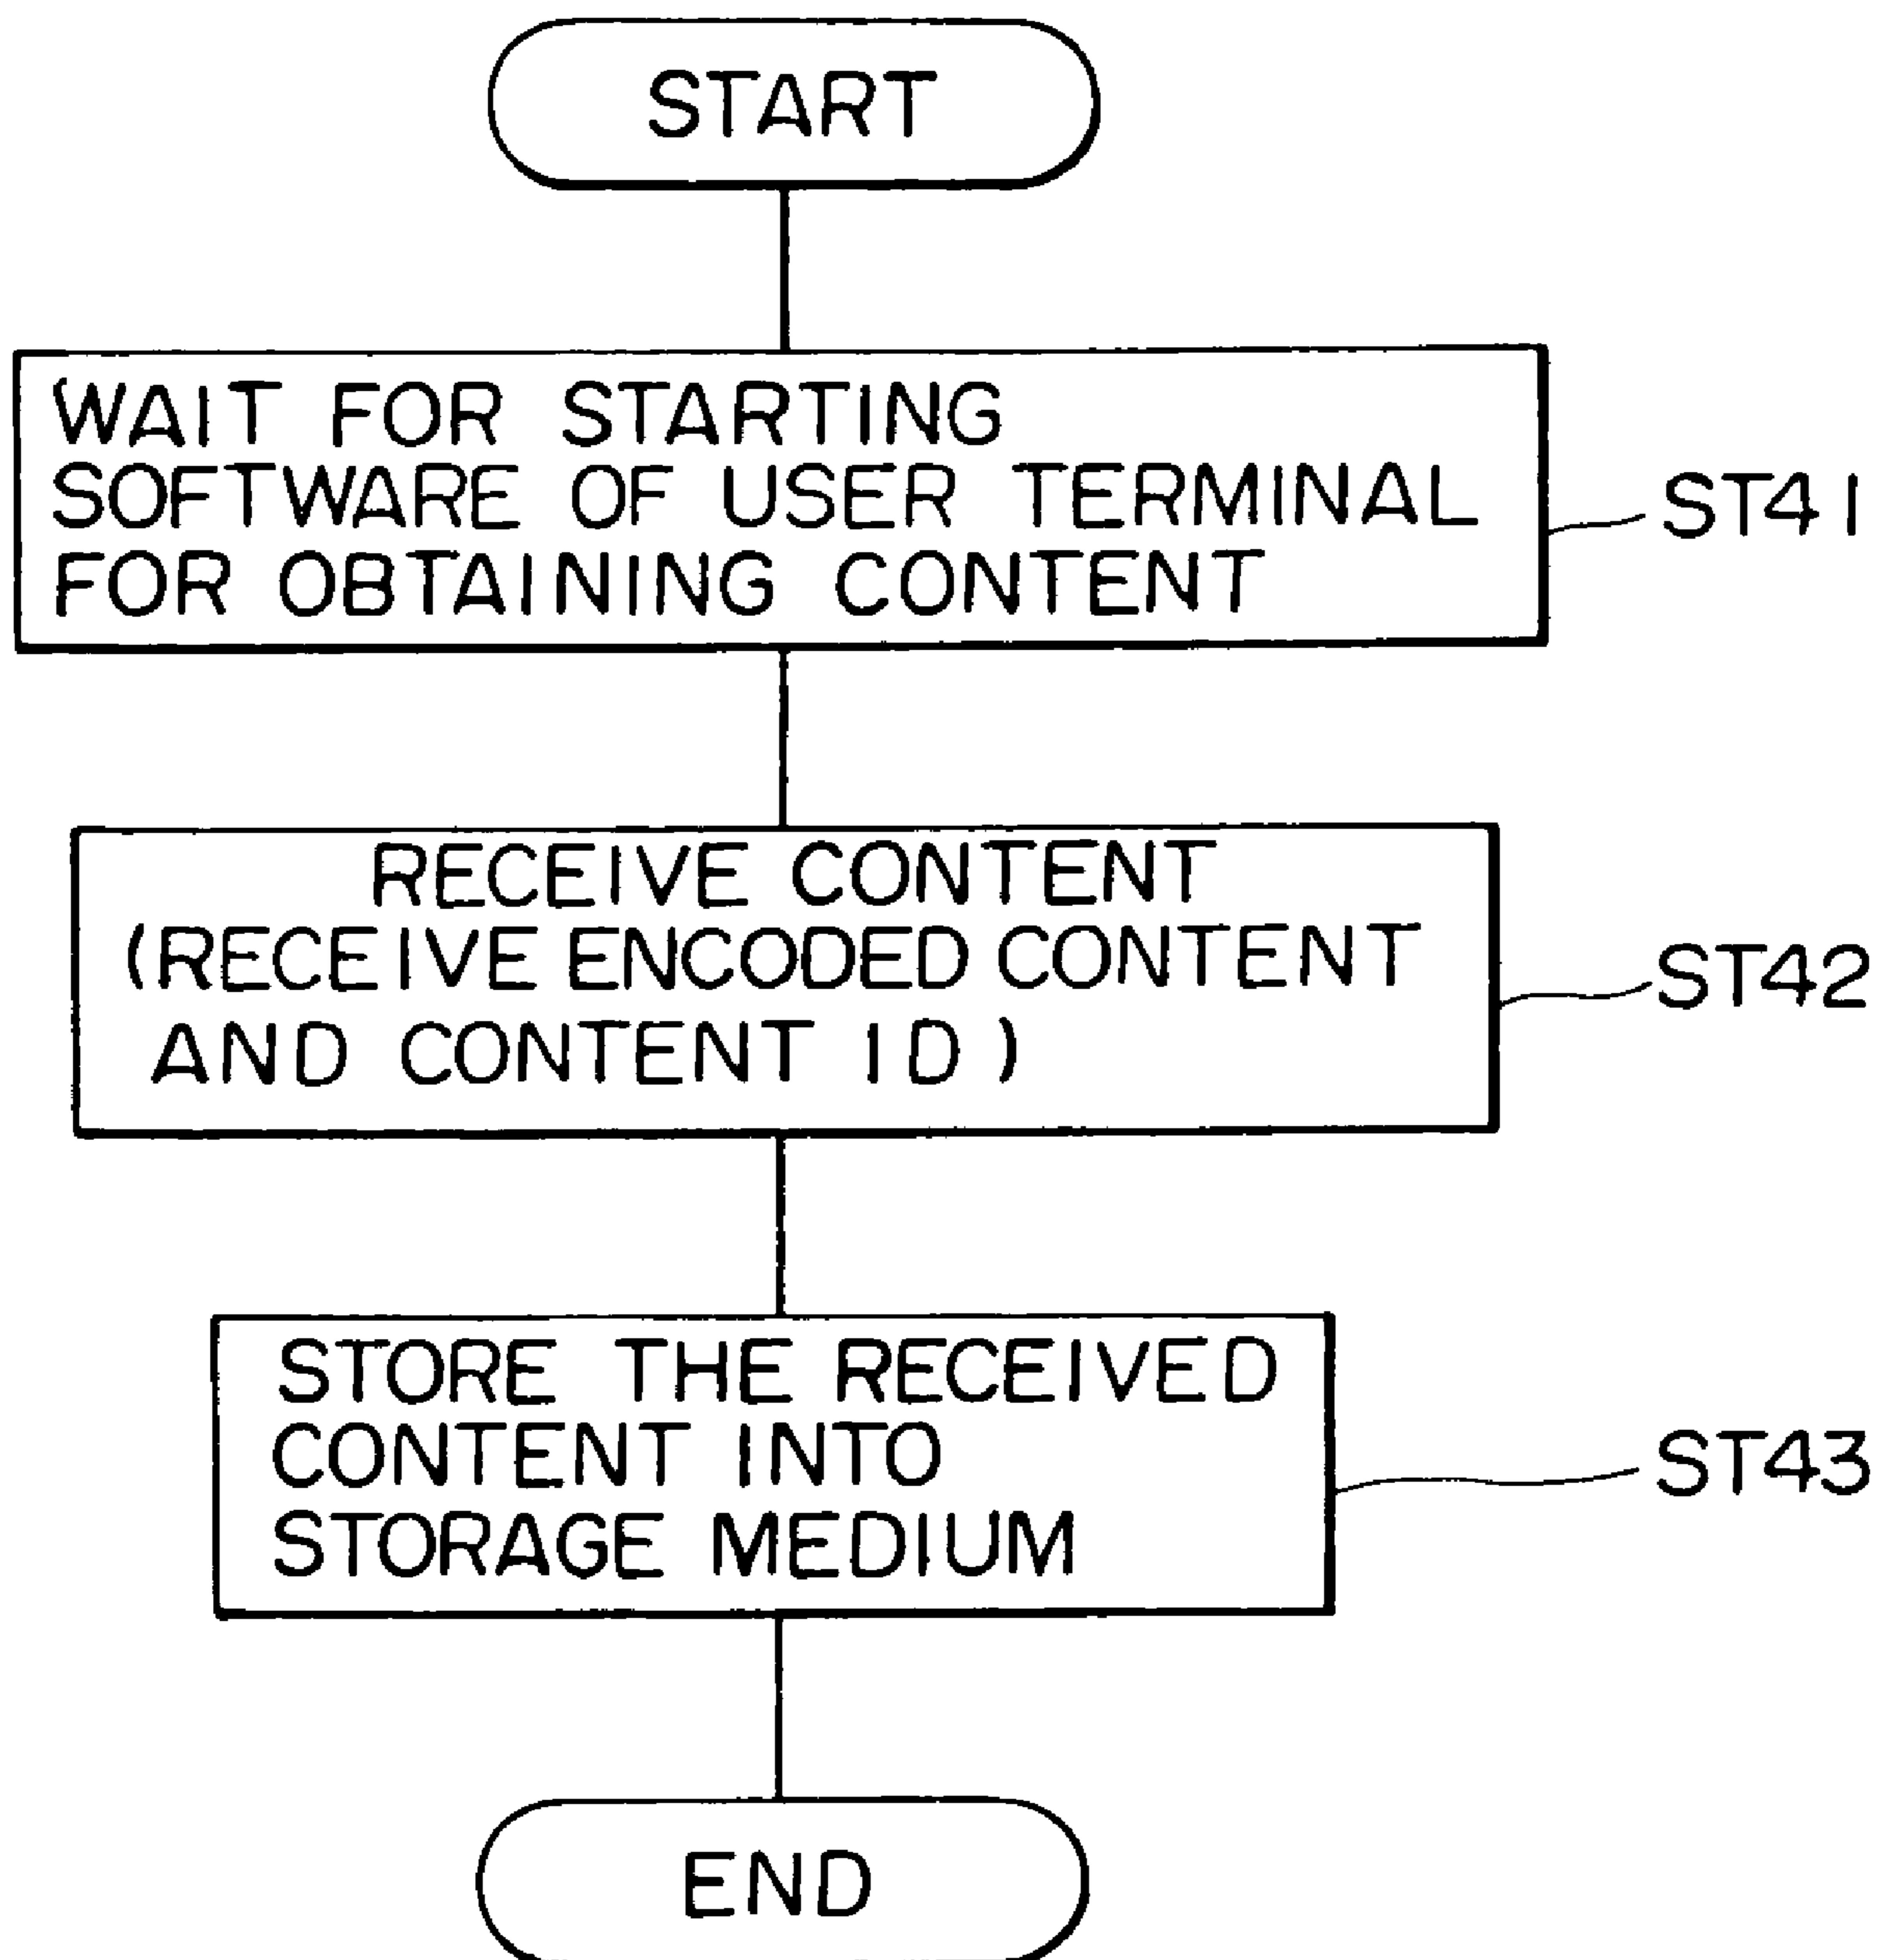 START
WAIT FOR STARTING
SOFTWARE OF USER TERMINAL
FOR OBTAINING CONTENT
ST41
RECEIVE CONTENT
(RECEIVE ENCODED CONTENT
AND CONTENT ID)
ST42
STORE THE RECEIVED
CONTENT INTO
STORAGE MEDIUM
ST43
END